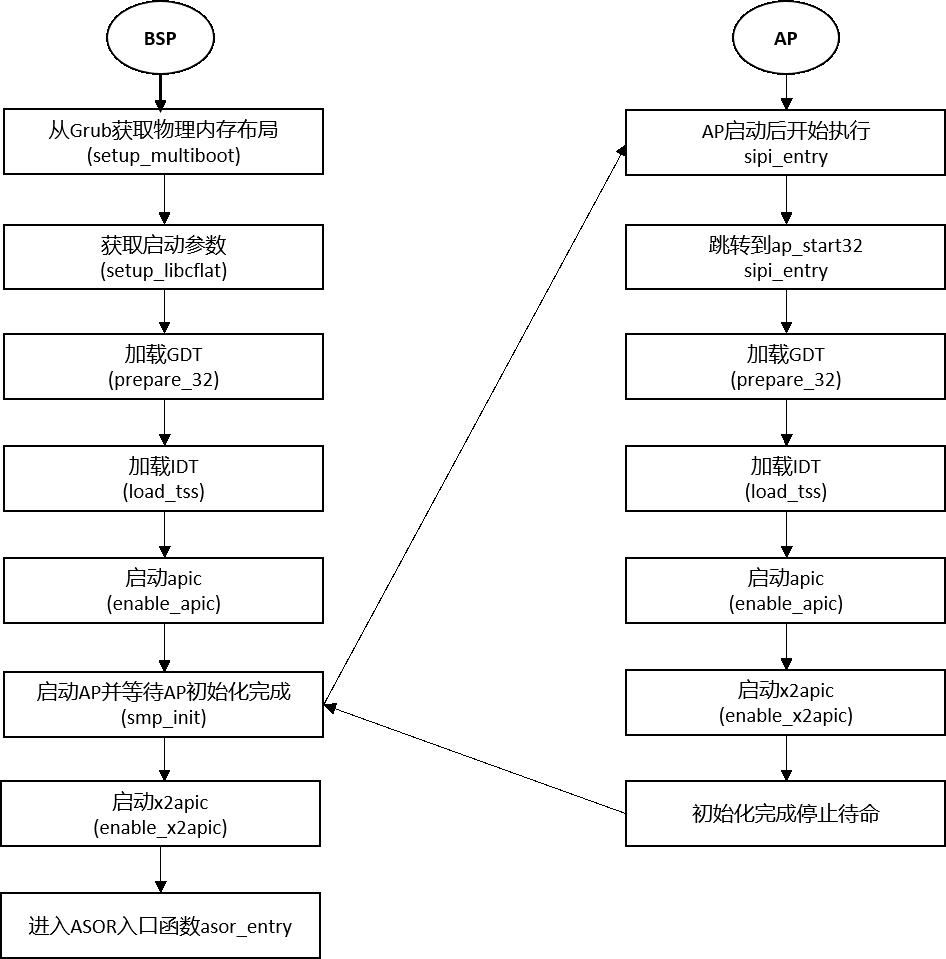 BSP
从Grub获取物理内存布局
(setup_multiboot)
获取启动参数
(setup_libcflat)
加载GDT
(prepare_32)
加载IDT
(load_tss)
启动apic
(enable_apic)
启动AP并等待AP初始化完成
(smp_init)
启动x2apic
(enable_x2apic)
进入ASOR入口函数asor_entry
AP
AP启动后开始执行
sipi_entry
跳转到ap_start32
sipi_entry
加载GDT
(prepare_32)
加载IDT
(load_tss)
启动apic
(enable_apic)
启动x2apic
(enable_x2apic)
初始化完成停止待命